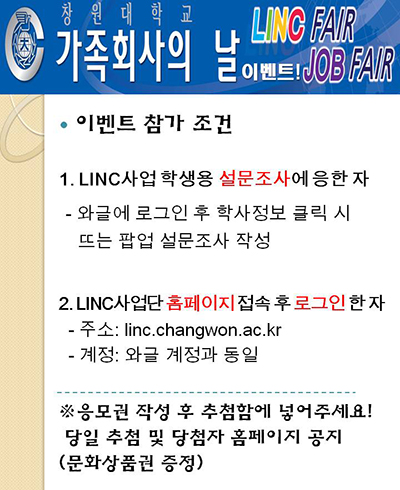 창원대학교
가족회사의 날 이벤트!
LINC FAIR
JOB FAIR
• 이벤트 참가 조건
1. LINC사업 학생용 설문조사에 응한 자
- 와글에 로그인 후 학사정보 클릭 시
뜨는 팝업 설문조사 작성
2. LINC사업단 홈페이지 접속 후 로그인 한 자
- 주소: linc.changwon.ac.kr
- 계정: 와글 계정과 동일
※응모권 작성 후 추첨함에 넣어주세요!
당일 추첨 및 당첨자 홈페이지 공지
(문화상품권 증정)